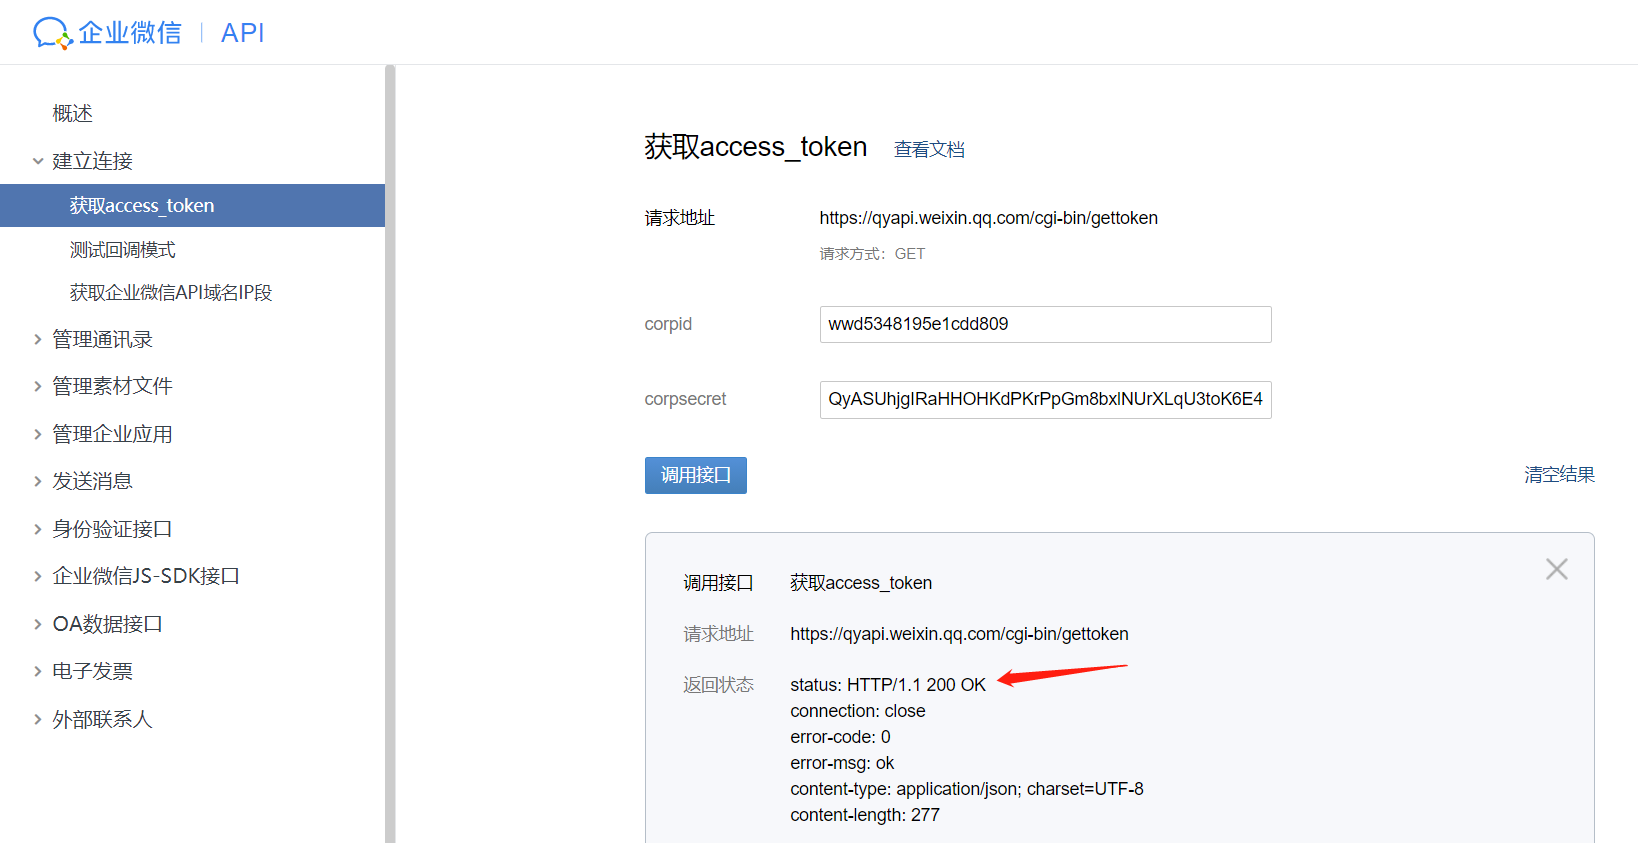 企业微信 | API
概述
建立连接
获取access_token
测试回调模式
获取企业微信API域名IP段
管理通讯录
管理素材文件
管理企业应用
发送消息
身份验证接口
企业微信JS-SDK接口
OA数据接口
电子发票
外部联系人
获取access_token 查看文档
请求地址 https://qyapi.weixin.qq.com/cgi-bin/gettoken
请求方式：GET
corpid wwd5348195e1cdd809
corpsecret QyASUhjgIRaHHOHKdPKrPpGm8bxlNUrXLqU3toK6E4
调用接口 清空结果
调用接口 获取access_token
请求地址 https://qyapi.weixin.qq.com/cgi-bin/gettoken
返回状态 status: HTTP/1.1 200 OK
connection: close
error-code: 0
error-msg: ok
content-type: application/json; charset=UTF-8
content-length: 277